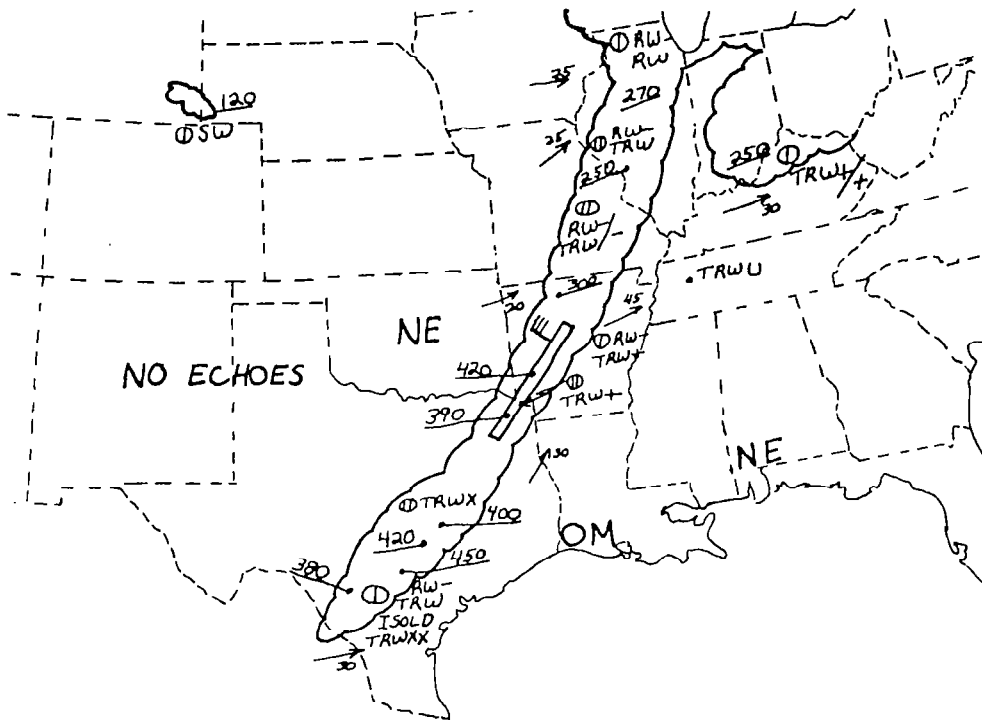 RW-
RW
35
120
270
SW
25
RW-
TRW
250
250
TRW+/+
30
RW-
TRW/-
TRWU
300
20
45
NE
RW-
TRW+
NO ECHOES
420
TRW+
390
NE
30
TRWX
400
OM
420
450
380
RW-
TRW
ISOLD
TRWXX
30